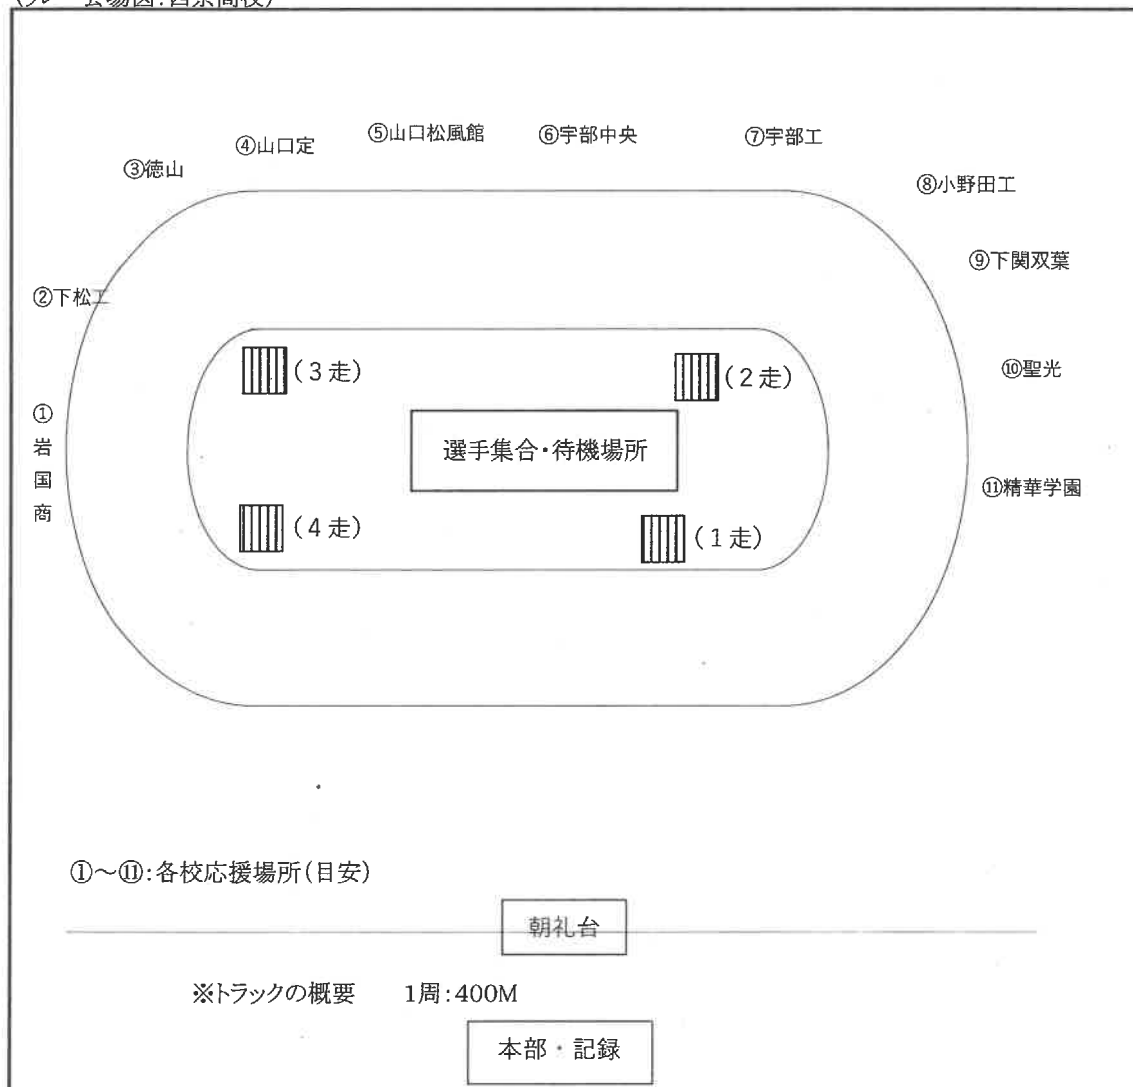 ⑤山口松風館
⑥宇部中央
⑦宇部工
④山口定
③徳山
⑧小野田工
⑨下関双葉
②下松工
⑩聖光
(3走)
(2走)
①
岩
国
商
選手集合・待機場所
⑪精華学園
(4走)
(1走)
①～⑪:各校応援場所(目安)
朝礼台
※トラックの概要 1周:400M
本部・記録